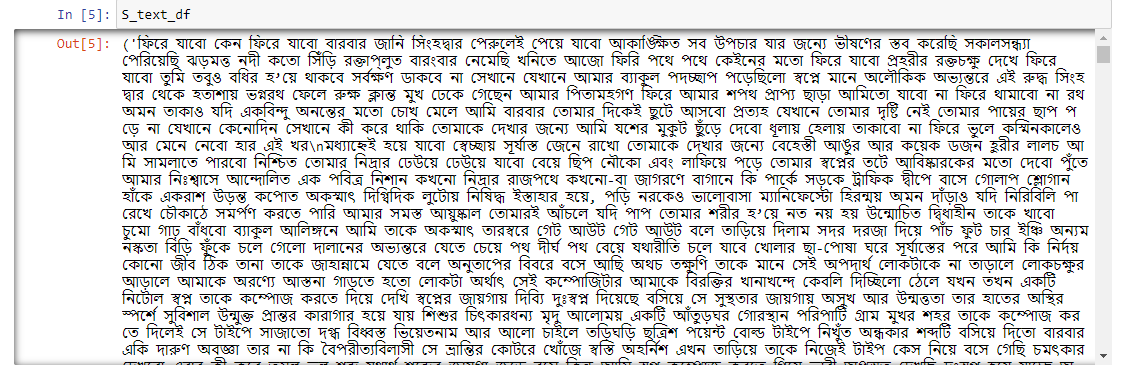 In [5]: S_text_df
Out[5]: ('ফিরে যাবো কেন ফিরে যাবো বারবার জানি সিংহদ্বার পেরুলেই পেয়ে যাবো আকাঙ্ক্ষিত সব উপচার যার জন্যে ভীষণের স্তব করেছি সকালসন্ধ্যা
পেরিয়েছি ঝড়মত্ত নদী কতো সিঁড়ি রক্তাপ্লুত বারংবার নেমেছি খনিতে আজো ফিরি পথে পথে কেইনের মতো ফিরে যাবো প্রহরীর রক্তচক্ষু দেখে ফিরে
যাবো তুমি তবুও বধির হ'য়ে থাকবে সর্বক্ষণ ডাকবে না সেখানে যেখানে আমার ব্যাকুল পদচ্ছাপ পড়েছিলো স্বপ্নে মানে অলৌকিক অভ্যন্তরে এই রুদ্ধ সিংহ
দ্বার থেকে হতাশায় ভগ্নরথ ফেলে রুক্ষ ক্লান্ত মুখ ঢেকে গেছেন আমার পিতামহগণ ফিরে আমার শপথ প্রাপ্য ছাড়া আমিতো যাবো না ফিরে থামাবো না রথ
অমন তাকাও যদি একবিন্দু অনন্তের মতো চোখ মেলে আমি বারবার তোমার দিকেই ছুটে আসবো প্রত্যহ যেখানে তোমার দৃষ্টি নেই তোমার পায়ের ছাপ প
ড়ে না যেখানে কেনোদিন সেখানে কী করে থাকি তোমাকে দেখার জন্যে আমি যশের মুকুট ছুঁড়ে দেবো ধূলায় হেলায় তাকাবো না ফিরে ভুলে কস্মিনকালেও
আর মেনে নেবো হার এই খর\nমধ্যাহ্নেই হয়ে যাবো স্বেচ্ছায় সূর্যাস্ত জেনে রাখো তোমাকে দেখার জন্যে বেহেস্তী আঙুর আর কয়েক ডজন হূরীর লালচ আ
মি সামলাতে পারবো নিশ্চিত তোমার নিদ্রার ঢেউয়ে ঢেউয়ে যাবো বেয়ে ছিপ নৌকো এবং লাফিয়ে পড়ে তোমার স্বপ্নের তটে আবিষ্কারকের মতো দেবো পুঁতে
আমার নিঃশ্বাসে আন্দোলিত এক পবিত্র নিশান কখনো নিদ্রার রাজপথে কখনো-বা জাগরণে বাগানে কি পার্কে সড়কে ট্রাফিক দ্বীপে বাসে গোলাপ শ্লোগান
হাঁকে একরাশ উড়ন্ত কপোত অকস্মাৎ দিগ্বিদিক লুটোয় নিষিদ্ধ ইস্তাহার হয়ে, পড়ি নরকেও ভালোবাসা ম্যানিফেস্টো হিরন্ময় অমন দাঁড়াও যদি নিরিবিলি পা
রেখে চৌকাঠে সমর্পণ করতে পারি আমার সমস্ত আয়ুষ্কাল তোমারই আঁচলে যদি পাপ তোমার শরীর হ'য়ে নত নয় হয় উন্মোচিত দ্বিধাহীন তাকে খাবো
চুমো গাঢ় বাঁধবো ব্যাকুল আলিঙ্গনে আমি তাকে অকস্মাৎ তারস্বরে গেট আউট গেট আউট বলে তাড়িয়ে দিলাম সদর দরজা দিয়ে পাঁচ ফুট চার ইঞ্চি অন্যম
নস্কতা বিড়ি ফুঁকে চলে গেলো দালানের অভ্যন্তরে যেতে চেয়ে পথ দীর্ঘ পথ বেয়ে যথারীতি চলে যাবে খোলার ছা-পোষা ঘরে সূর্যাস্তের পরে আমি কি নির্দয়
কোনো জীব ঠিক তানা তাকে জাহান্নামে যেতে বলে অনুতাপের বিবরে বসে আছি অথচ তক্ষুণি তাকে মানে সেই অপদার্থ লোকটাকে না তাড়ালে লোকচক্ষুর
আড়ালে আমাকে অরণ্যে আস্তনা গাড়তে হতো লোকটা অর্থাৎ সেই কম্পোজিটার আমাকে বিরক্তির খানাখন্দে কেবলি দিচ্ছিলো ঠেলে যখন তখন একটি
নিটোল স্বপ্ন তাকে কম্পোজ করতে দিয়ে দেখি স্বপ্নের জায়গায় দিব্যি দুঃস্বপ্ন দিয়েছে বসিয়ে সে সুস্থতার জায়গায় অসুখ আর উন্মত্ততা তার হাতের অস্থির
স্পর্শে সুবিশাল উন্মুক্ত প্রান্তর কারাগার হয়ে যায় শিশুর চিৎকারধন্য মৃদু আলোময় একটি আঁতুড়ঘর গোরস্থান পরিপাটি গ্রাম মুখর শহর তাকে কম্পোজ কর
তে দিলেই সে টাইপে সাজাতো দগ্ধ বিধ্বস্ত ভিয়েতনাম আর আলো চাইলে তড়িঘড়ি ছত্রিশ পয়েন্ট বোল্ড টাইপে নিখুঁত অন্ধকার শব্দটি বসিয়ে দিতো বারবার
একি দারুণ অবজ্ঞা তার না কি বৈপরীত্যবিলাসী সে ভ্রান্তির কোটরে খোঁজে স্বস্তি অহর্নিশ এখন তাড়িয়ে তাকে নিজেই টাইপ কেস নিয়ে বসে গেছি চমৎকার